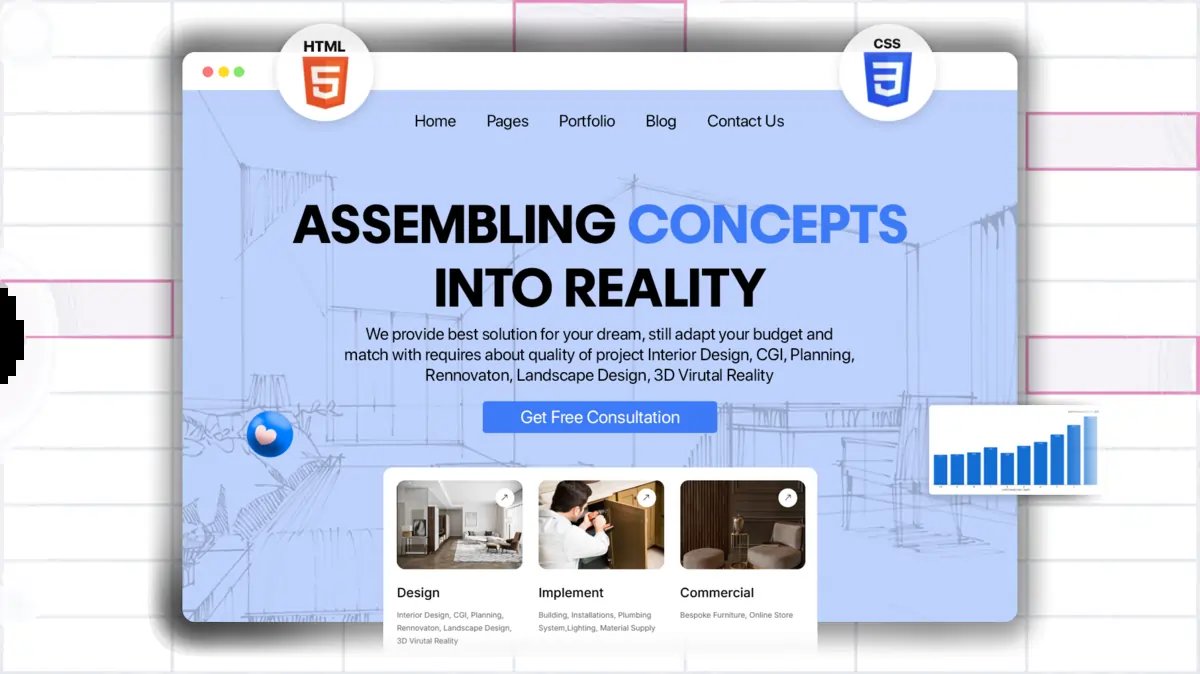 HTML
5
CSS
3
Home Pages Portfolio Blog Contact Us
ASSEMBLING CONCEPTS
INTO REALITY
We provide best solution for your dream, still adapt your budget and
match with requires about quality of project Interior Design, CGI, Planning,
Rennovaton, Landscape Design, 3D Virutal Reality
Get Free Consultation
Design
Interior Design, CGI, Planning,
Rennovaton, Landscape Design,
3D Virutal Reality
Implement
Building, Installations, Plumbing
System,Lighting, Material Supply
Commercial
Bespoke Furniture, Online Store